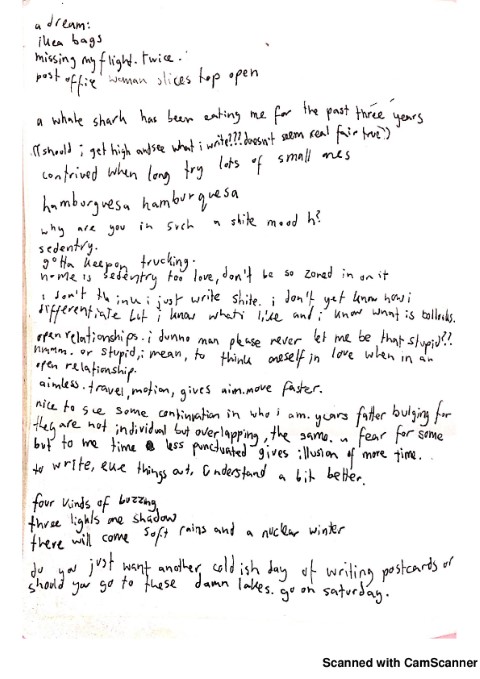 a dream:
ikea bags
missing my flight. twice.
post office woman slices top open
a whale shark has been eating me for the past three years
((should i get high and see what i write??? doesn't seem real fair true))
contrived when long try lots of small ones
hamburguesa hamburquesa
why are you in such a shite mood h?
sedentry.
gotta keep on trucking.
home is sedentry too love, don't be so zoned in on it
i don't think i just write shite. i don't yet know how i
differentiate but i know what i like and i know what is bollocks.
open relationships. i dunno man please never let me be that stupid??
hmmm. or stupid, i mean, to think oneself in love when in an
open relationship.
aimless. travel, motion, gives aim. move faster.
nice to see some continuation in who i am. years fatter bulging for
they are not individual but overlapping, the same. a fear for some
but to me time less punctuated gives illusion of more time.
to write, eke things out, understand a bit better.
four kinds of buzzing
three lights one shadow
there will come soft rains and a nuclear winter
do you just want another coldish day of writing postcards or
should you go to these damn lakes. go on saturday.
Scanned with CamScanner